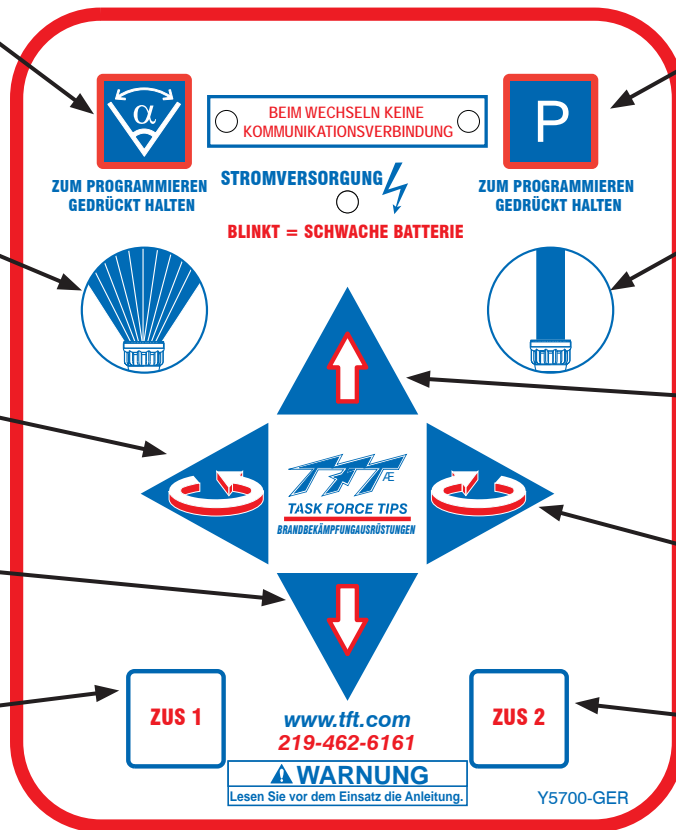 α
BEIM WECHSELN KEINE
KOMMUNIKATIONSVERBINDUNG
P
ZUM PROGRAMMIEREN
GEDRÜCKT HALTEN
STROMVERSORGUNG
ZUM PROGRAMMIEREN
GEDRÜCKT HALTEN
BLINKT = SCHWACHE BATTERIE
TFT Æ
TASK FORCE TIPS
BRANDBEKÄMPFUNGAUSRÜSTUNGEN
ZUS 1
ZUS 2
www.tft.com
219-462-6161
WARNUNG
Lesen Sie vor dem Einsatz die Anleitung.
Y5700-GER